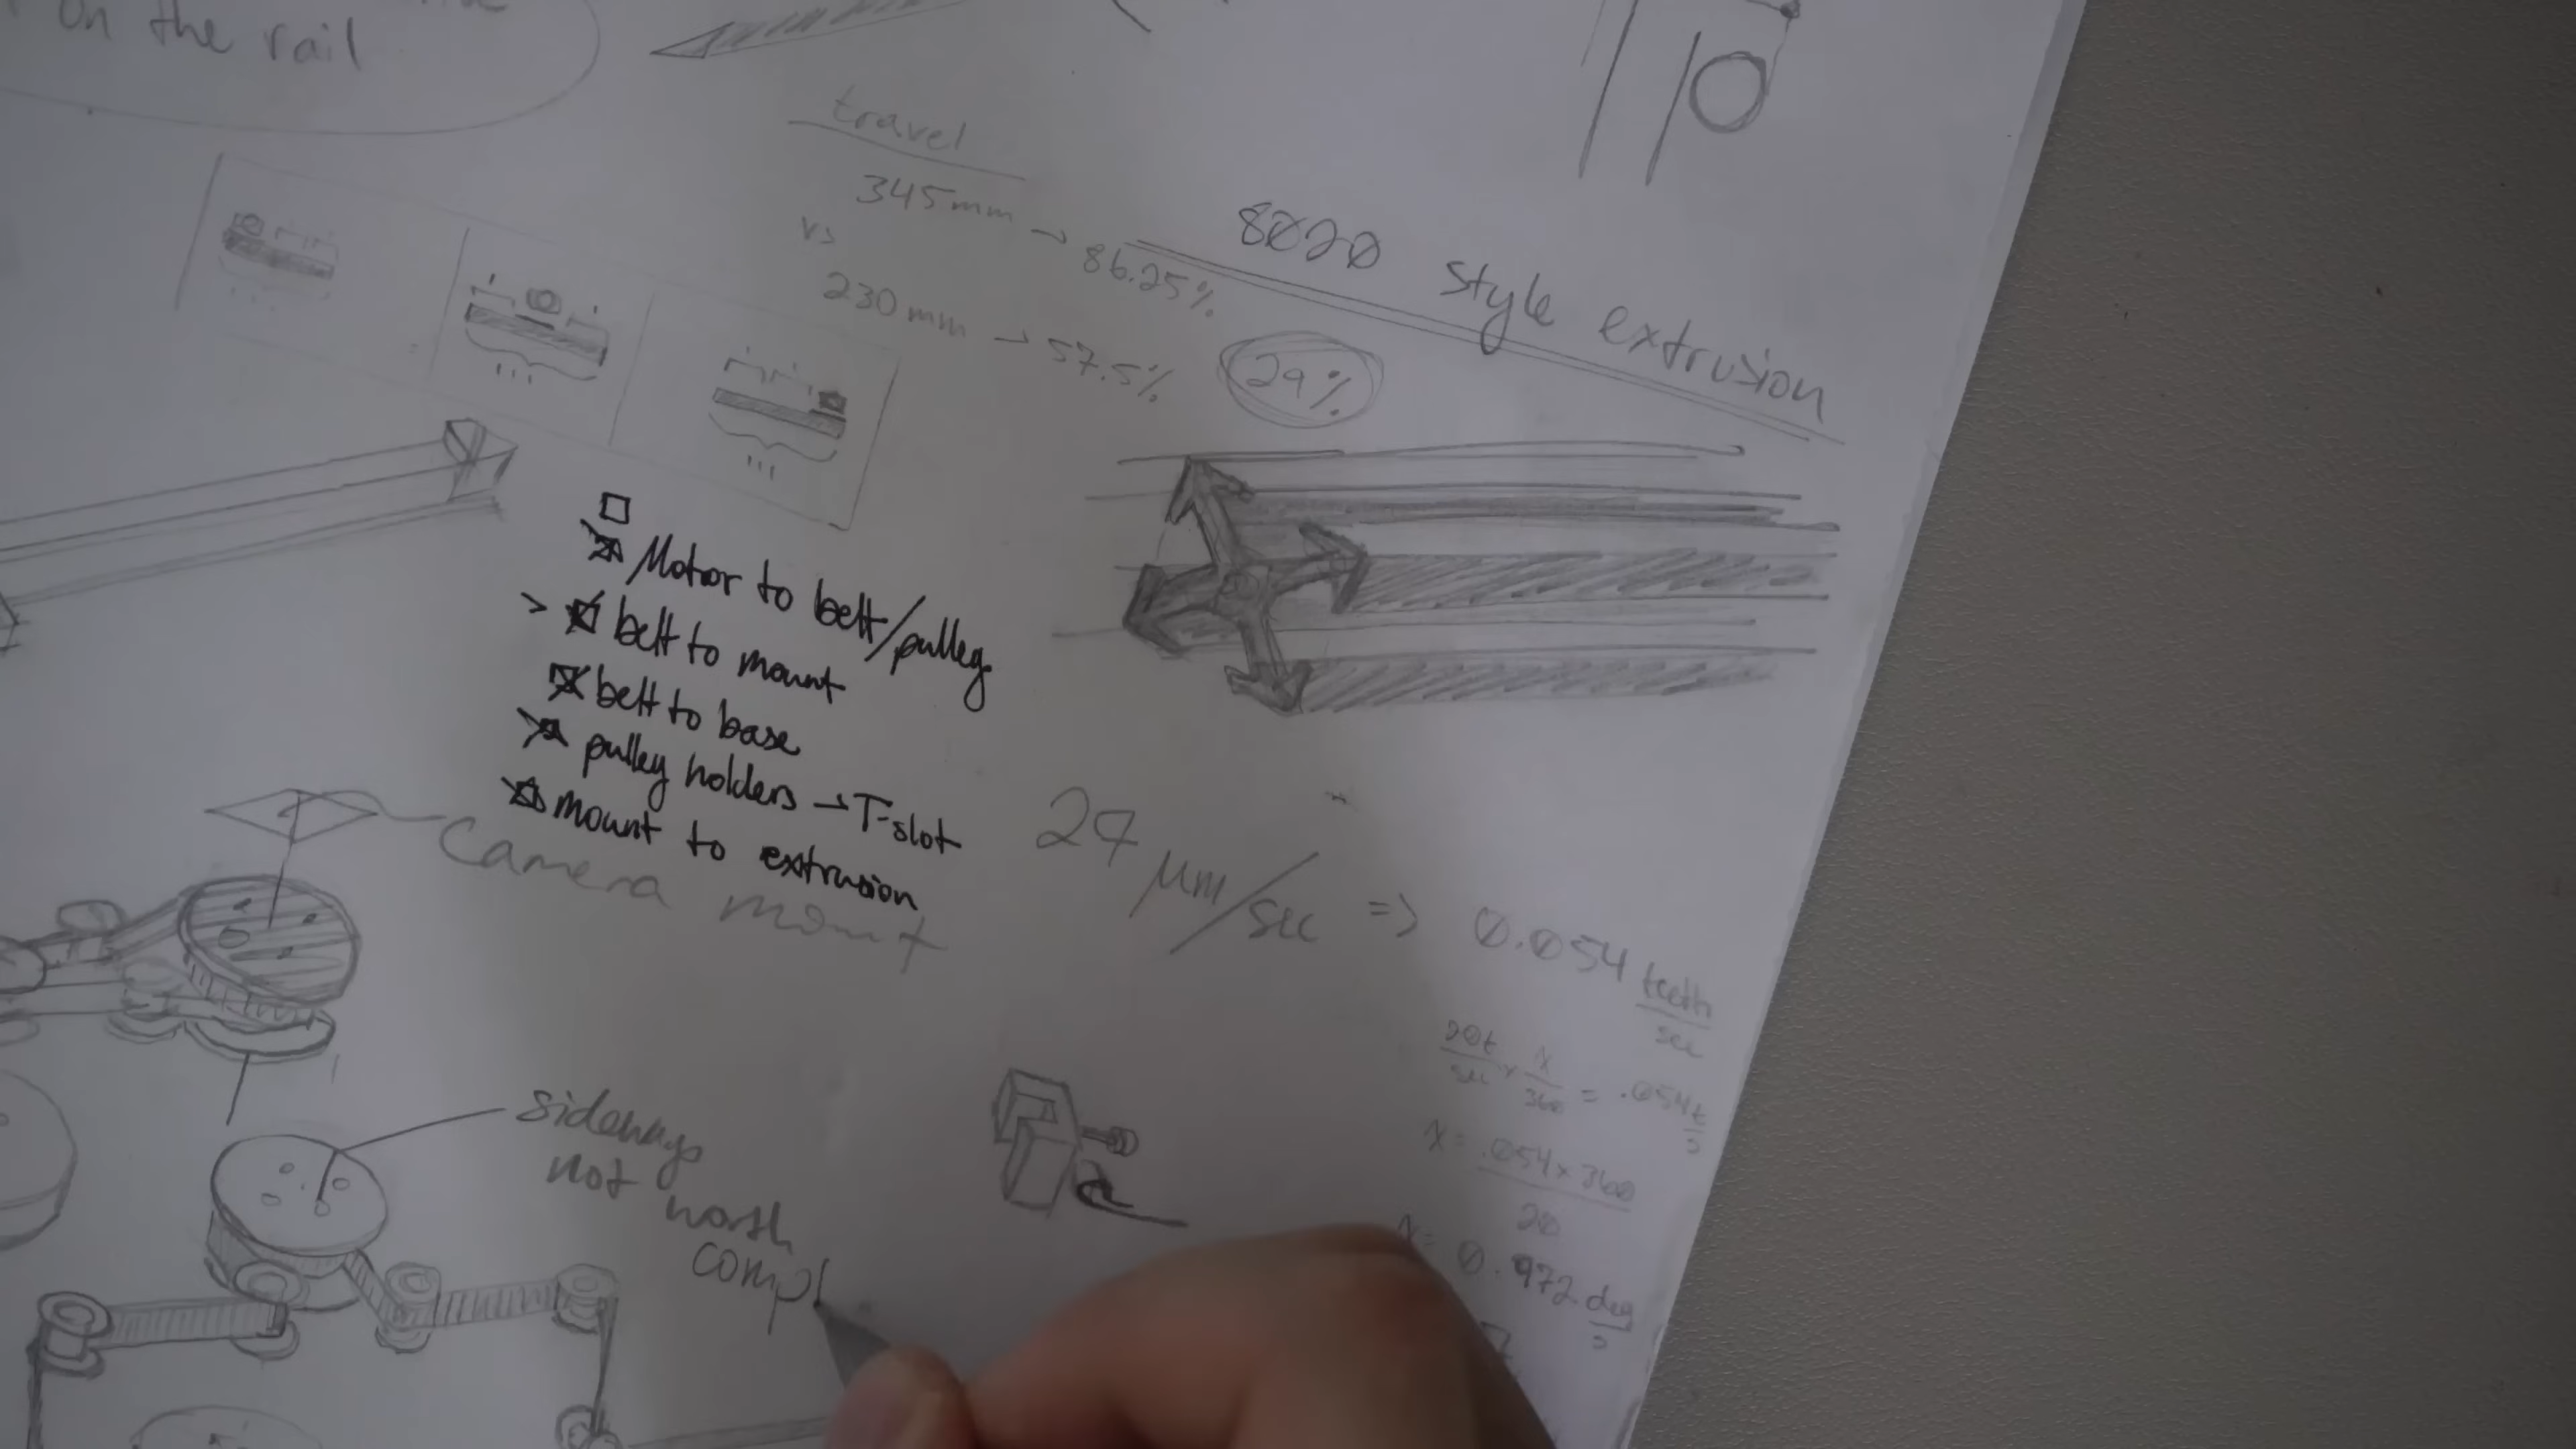 on the rail
travel
345mm → 86.25%
vs
230mm → 57.5%
29%
8020 style extrusion
Motor to belt/pulleys
> belt to mount
belt to base
pulley holders → T-slot
mount to extrusion
Camera mount
27 µm/sec => 0.054 teeth/sec
20t/sec × x/360 = .054t/s
x = .054 × 360 / 20
x = 0.972 deg/s
sideways
not worth
compl